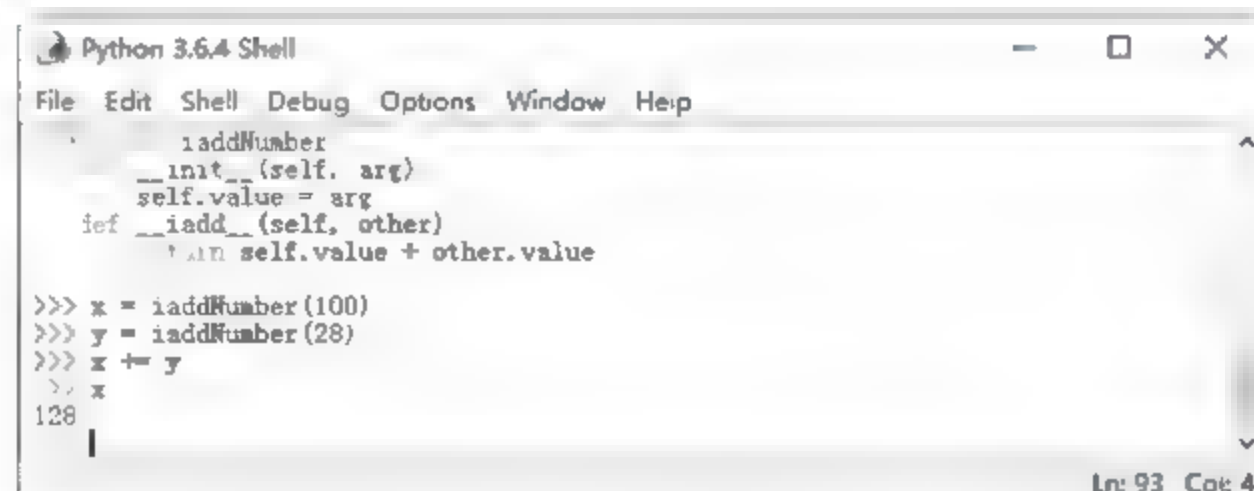 Python 3.6.4 Shell
File Edit Shell Debug Options Window Help
iaddNumber
__init__(self, arg)
self.value = arg
def __iadd__(self, other)
self.value + other.value
>>> x = iaddNumber(100)
>>> y = iaddNumber(28)
>>> x += y
x
128
Ln: 93 Col: 4